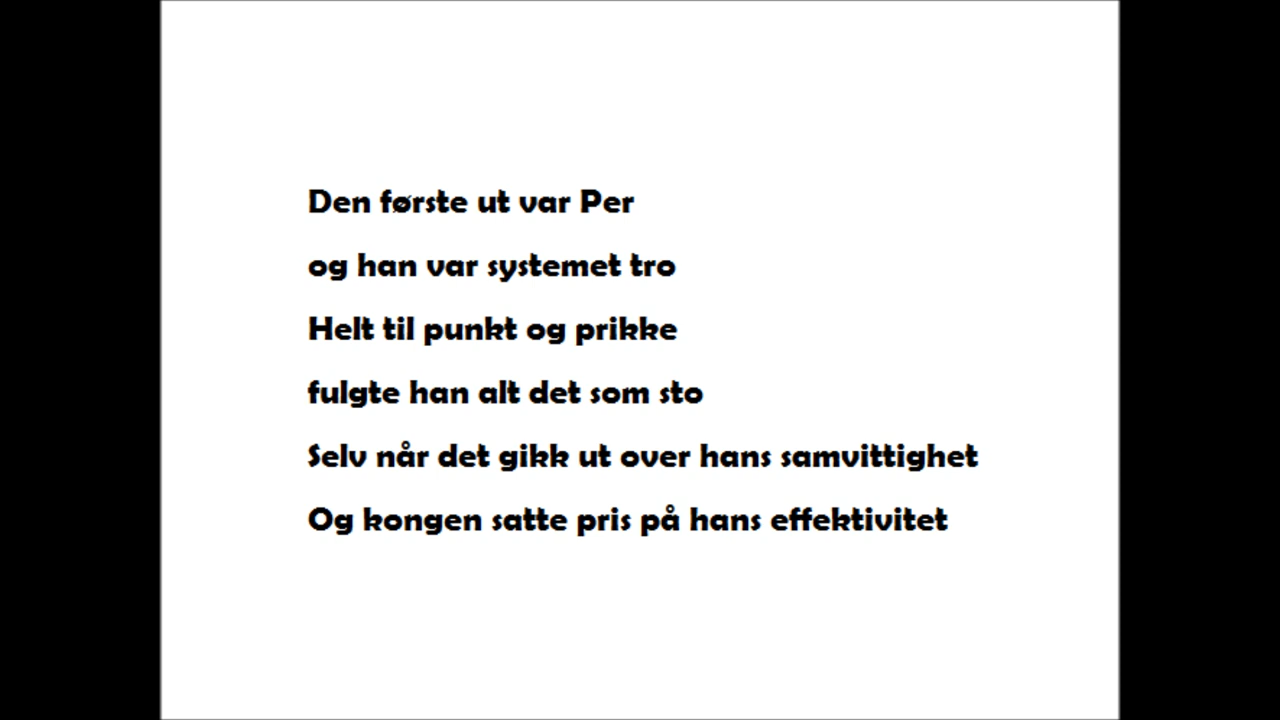 Den første ut var Per
og han var systemet tro
Helt til punkt og prikke
fulgte han alt det som sto
Selv når det gikk ut over hans samvittighet
Og kongen satte pris på hans effektivitet